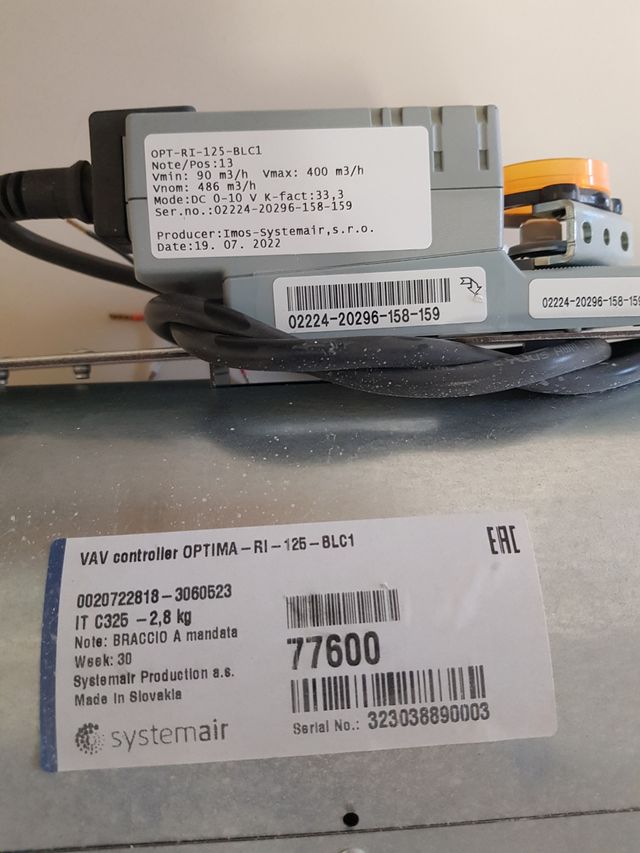 OPT-RI-125-BLC1
Note/Pos:13
Vmin: 90 m3/h Vmax: 400 m3/h
Vnom: 486 m3/h
Mode:DC 0-10 V K-fact:33,3
Ser.no.:02224-20296-158-159
Producer:Imos-Systemair,s.r.o.
Date:19. 07. 2022
02224-20296-158-159
02224-20296-158-159
VAV controller OPTIMA-RI-125-BLC1
EAC
0020722818-3060523
IT C325 -2,8 kg
Note: BRACCIO A mandata
Week: 30
Systemair Production a.s.
Made in Slovakia
77600
systemair
Serial No.: 323038890003